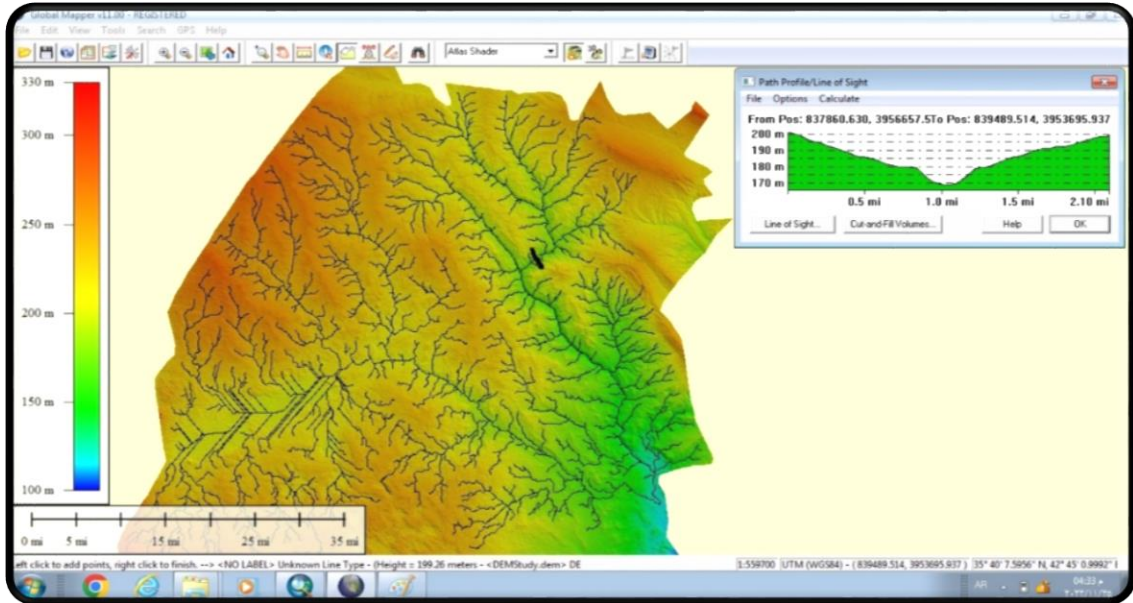 Global Mapper v11.00 - REGISTERED
File Edit View Tools Search GPS Help
Atlas Shader
330 m
300 m
250 m
200 m
150 m
100 m
0 mi 5 mi 15 mi 25 mi 35 mi
Path Profile/Line of Sight
File Options Calculate
From Pos: 837860.630, 3956657.5To Pos: 839489.514, 3953695.937
200 m
190 m
180 m
170 m
0.5 mi 1.0 mi 1.5 mi 2.10 mi
Line of Sight... Cut-and-Fill Volumes... Help OK
Left click to add points, right click to finish. --> <NO LABEL> Unknown Line Type - (Height = 199.26 meters - <DEMStudy.dem> DE
1:559700 UTM (WGS84) - ( 839489.514, 3953695.937 ) 35° 40' 7.5956" N, 42° 45' 0.9992" E
AR
04:33 م